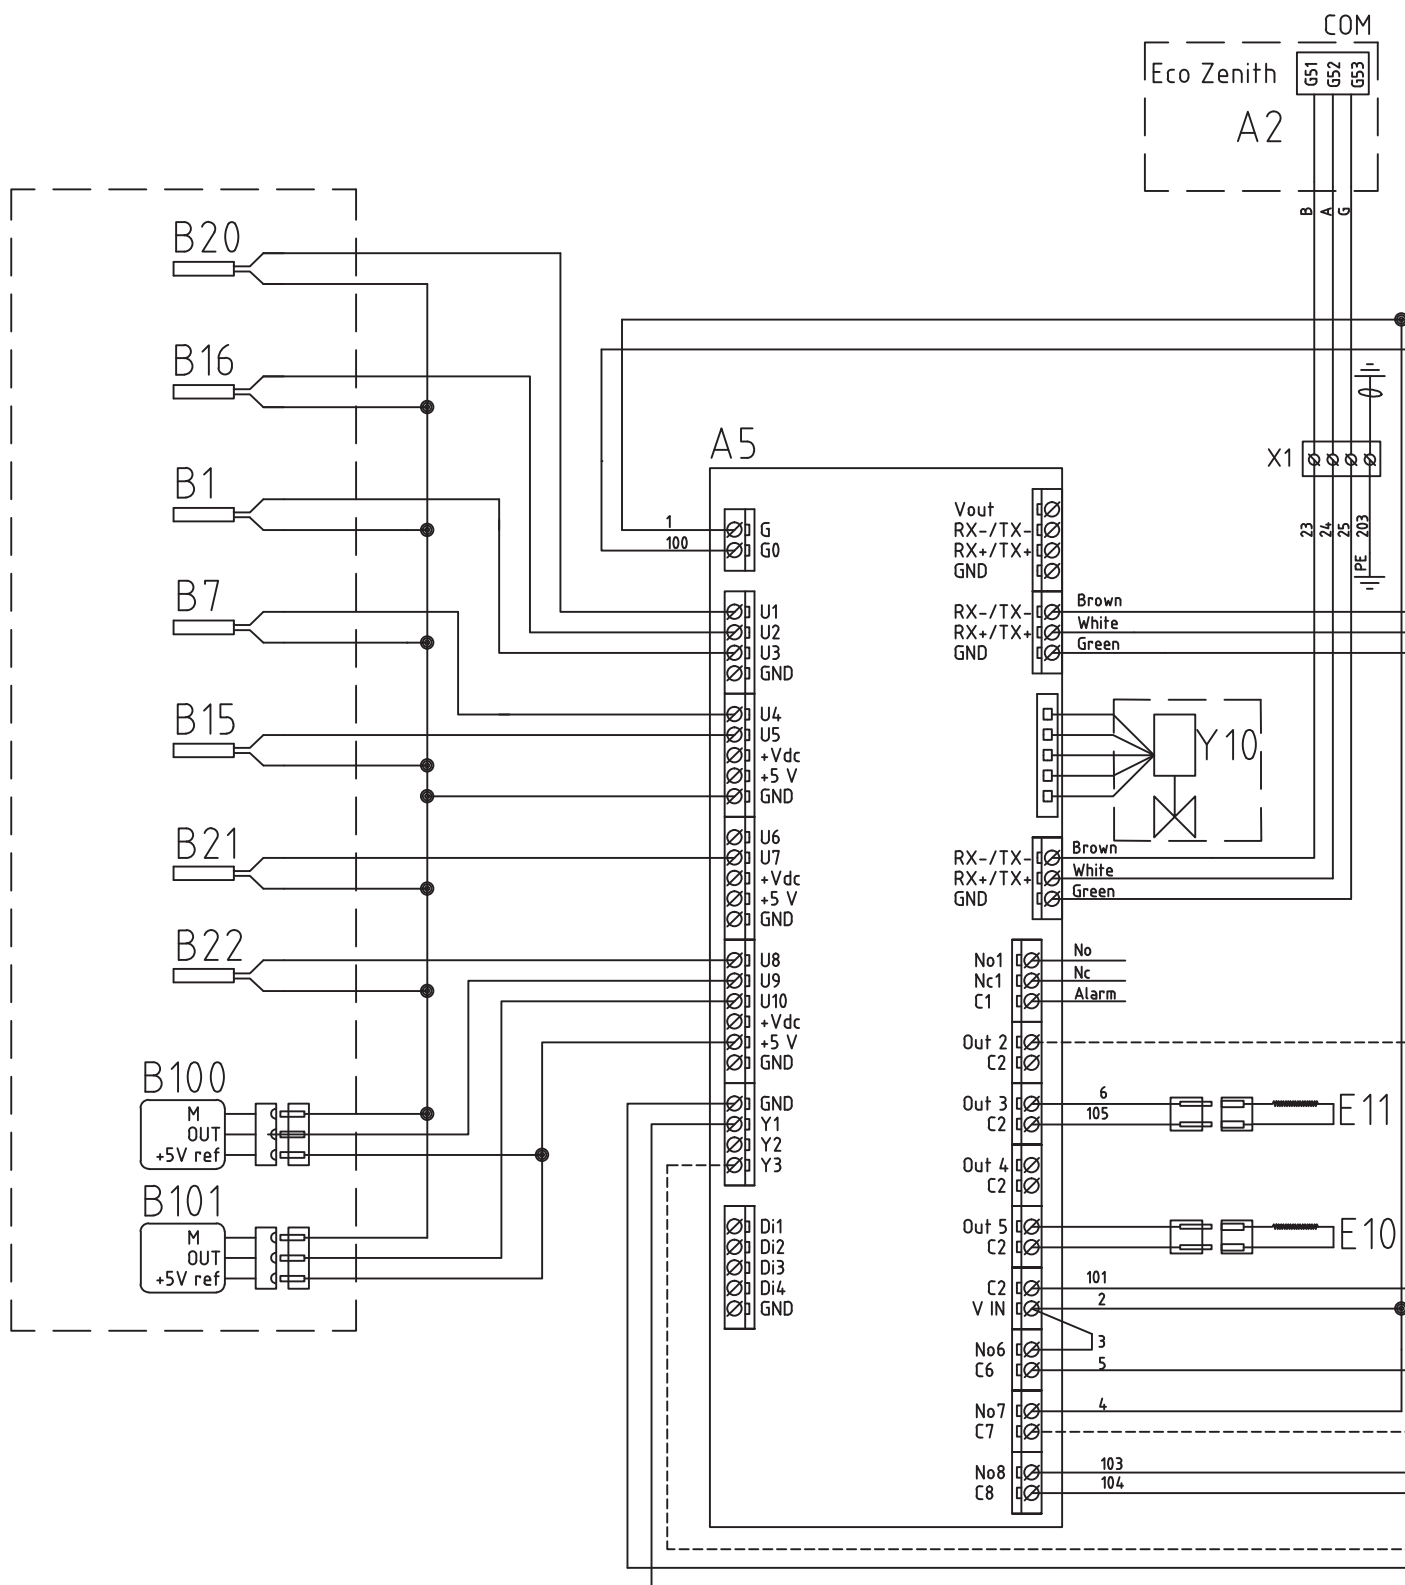 COM
Eco Zenith
G51
G52
G53
A2
B
A
G
B20
B16
B1
B7
B15
B21
B22
B100
M
OUT
+5V ref
B101
M
OUT
+5V ref
A5
1
100
G
G0
U1
U2
U3
GND
U4
U5
+Vdc
+5 V
GND
U6
U7
+Vdc
+5 V
GND
U8
U9
U10
+Vdc
+5 V
GND
GND
Y1
Y2
Y3
Di1
Di2
Di3
Di4
GND
Vout
RX-/TX-
RX+/TX+
GND
RX-/TX-
RX+/TX+
GND
Brown
White
Green
X1
23
24
25
203
PE
Y10
RX-/TX-
RX+/TX+
GND
Brown
White
Green
No1
Nc1
C1
No
Nc
Alarm
Out 2
C2
Out 3
C2
6
105
E11
Out 4
C2
Out 5
C2
E10
C2
V IN
101
2
No6
C6
3
5
No7
C7
4
No8
C8
103
104